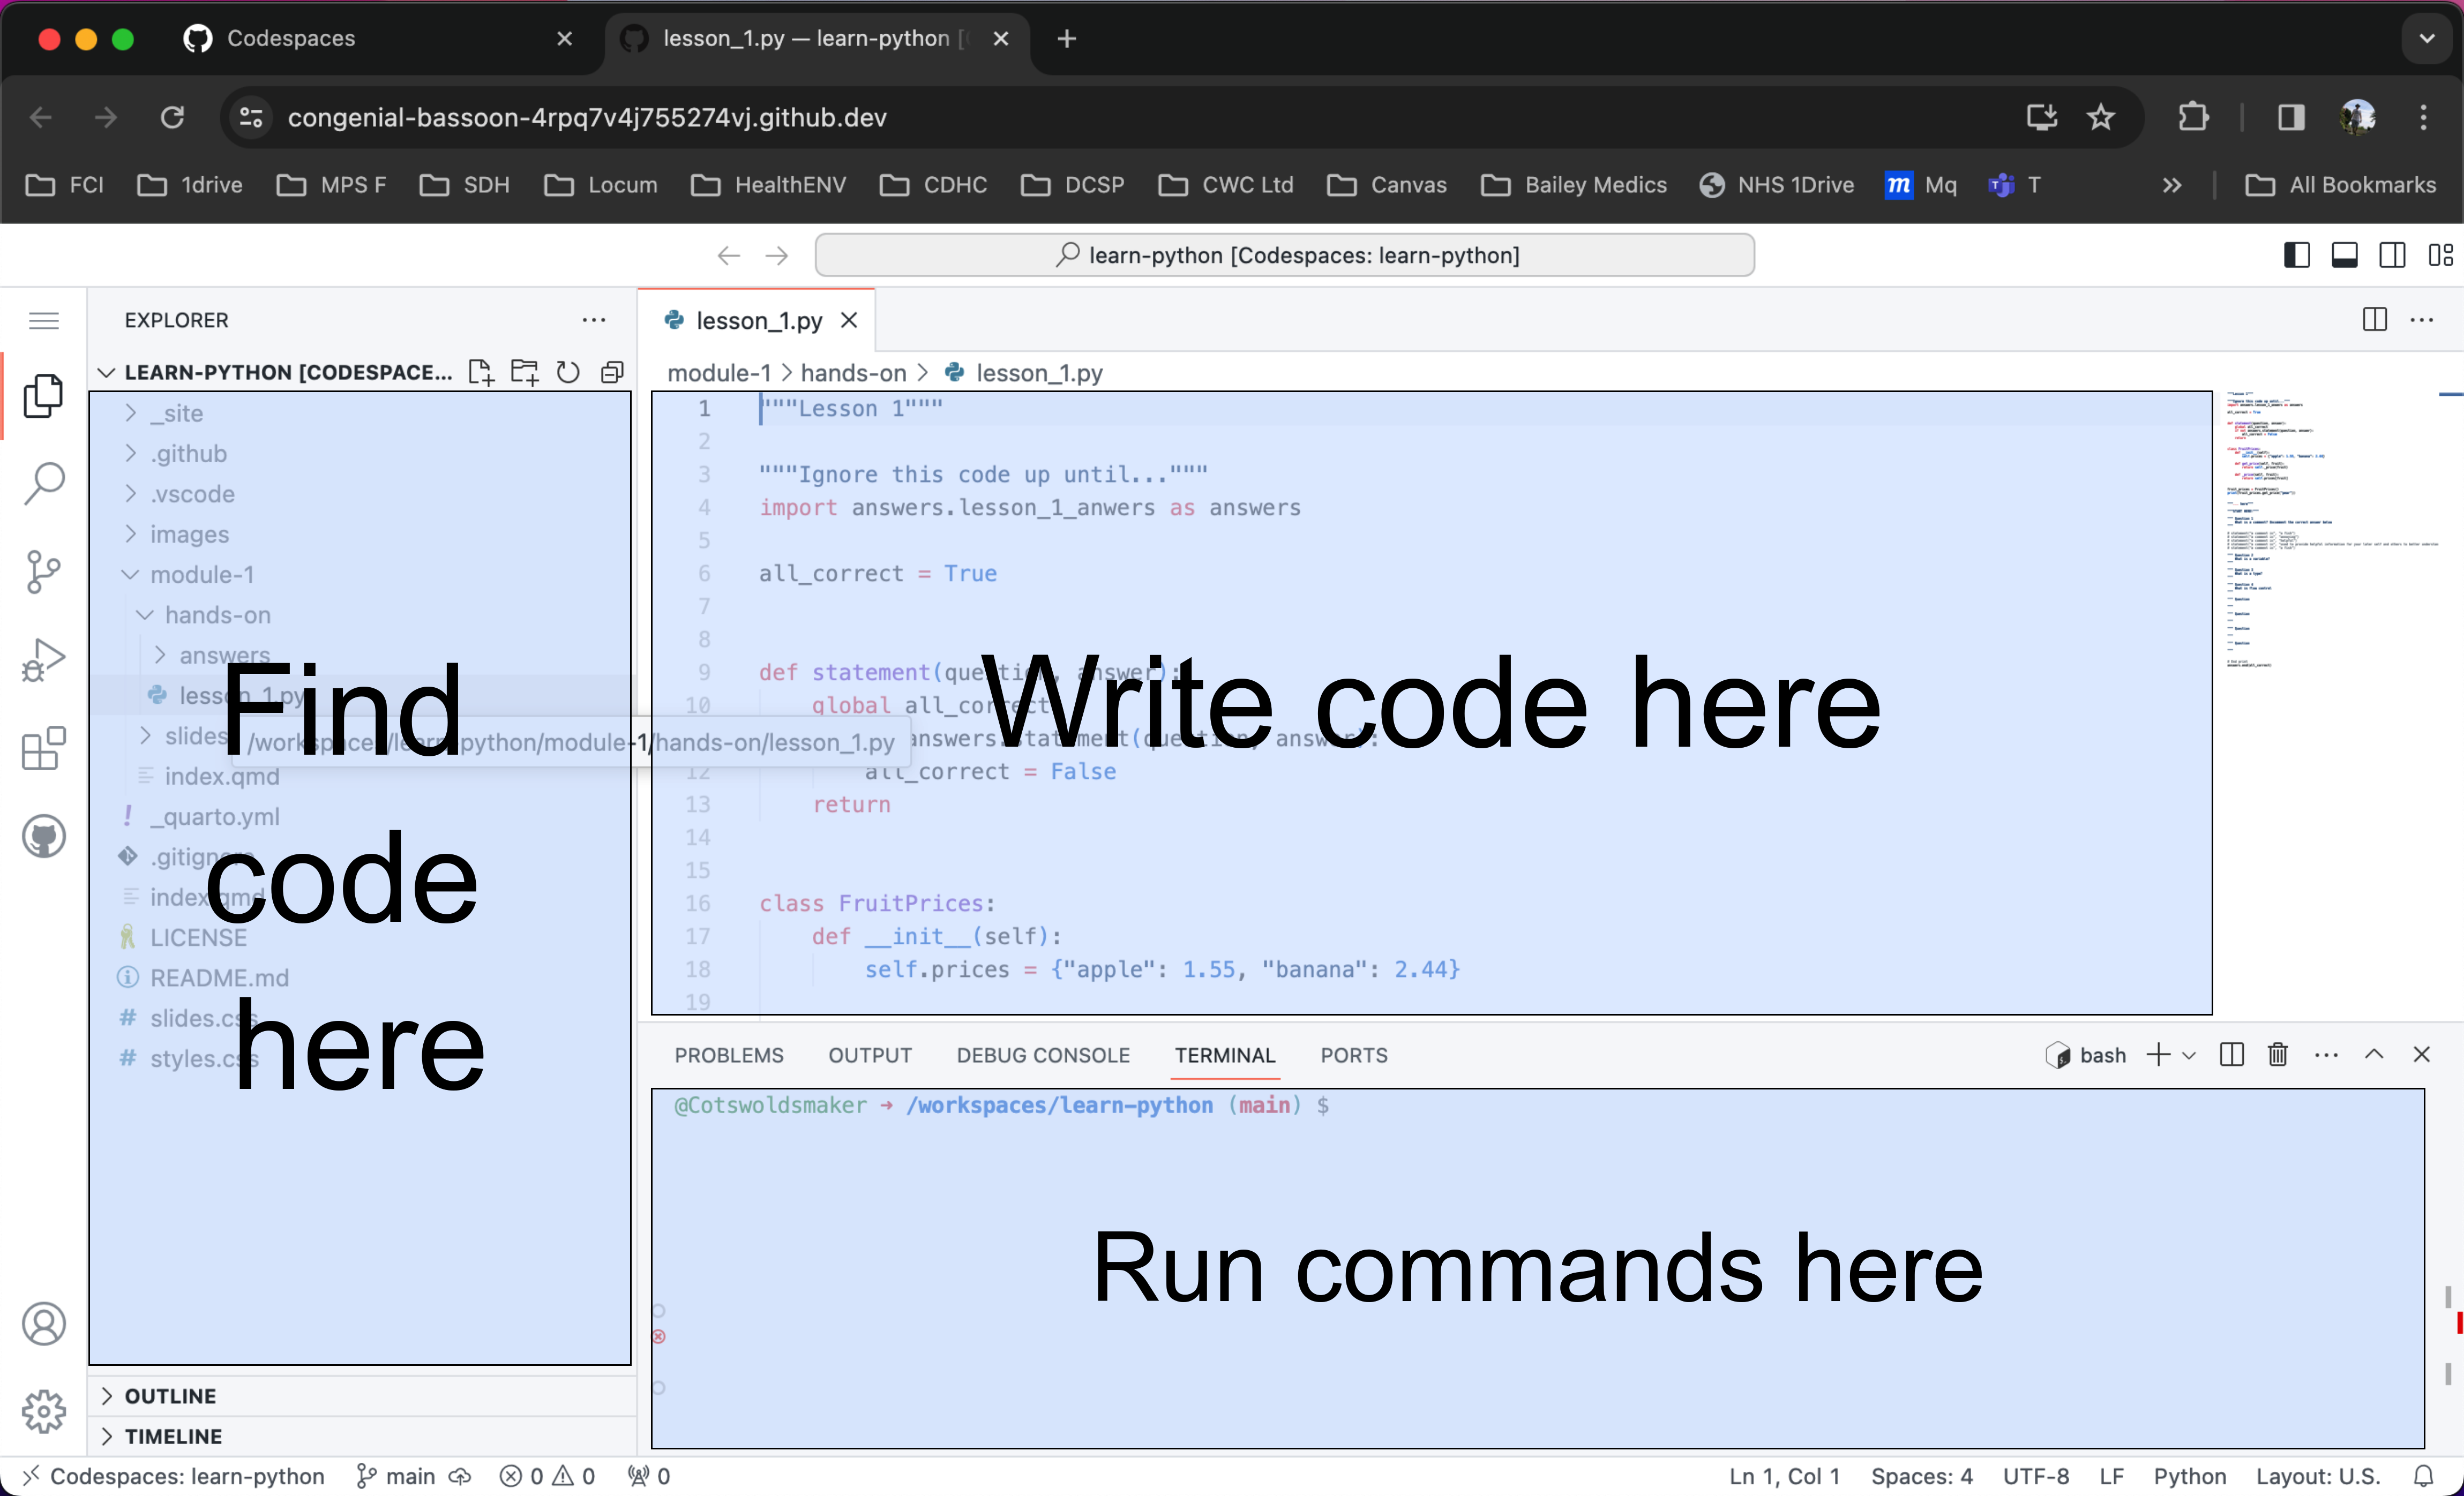 Codespaces
lesson_1.py — learn-python [
congenial-bassoon-4rpq7v4j755274vj.github.dev
FCI 1drive MPS F SDH Locum HealthENV CDHC DCSP CWC Ltd Canvas Bailey Medics NHS 1Drive Mq T All Bookmarks
learn-python [Codespaces: learn-python]
EXPLORER
LEARN-PYTHON [CODESPACE...
_site
.github
.vscode
images
module-1
hands-on
answers
lesson_1.py
slides
/workspaces/learn-python/module-1/hands-on/lesson_1.py
index.qmd
_quarto.yml
.gitignore
index.qmd
LICENSE
README.md
slides.css
styles.css
Find
code
here
OUTLINE
TIMELINE
lesson_1.py
module-1 > hands-on > lesson_1.py
1 """Lesson 1"""
2
3 """Ignore this code up until..."""
4 import answers.lesson_1_anwers as answers
5
6 all_correct = True
7
8
9 def statement(question, answer):
10 global all_correct
answers.statement(question, answer):
12 all_correct = False
13 return
14
15
16 class FruitPrices:
17 def __init__(self):
18 self.prices = {"apple": 1.55, "banana": 2.44}
19
Write code here
PROBLEMS OUTPUT DEBUG CONSOLE TERMINAL PORTS
bash
@Cotswoldsmaker → /workspaces/learn-python (main) $
Run commands here
Codespaces: learn-python main 0 0 0
Ln 1, Col 1 Spaces: 4 UTF-8 LF Python Layout: U.S.